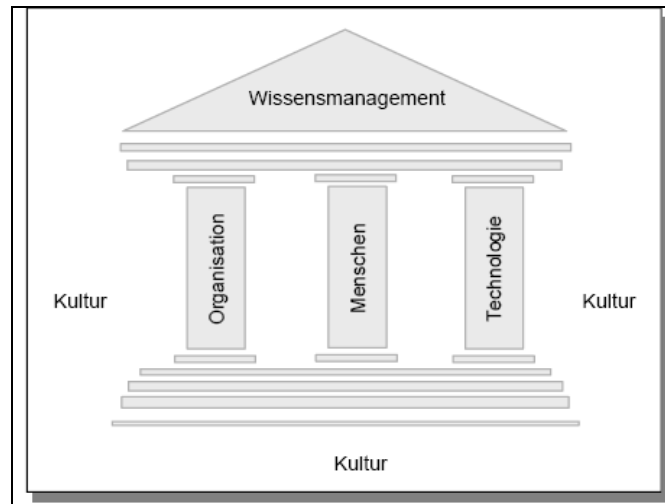 Wissensmanagement
Organisation
Menschen
Technologie
Kultur
Kultur
Kultur